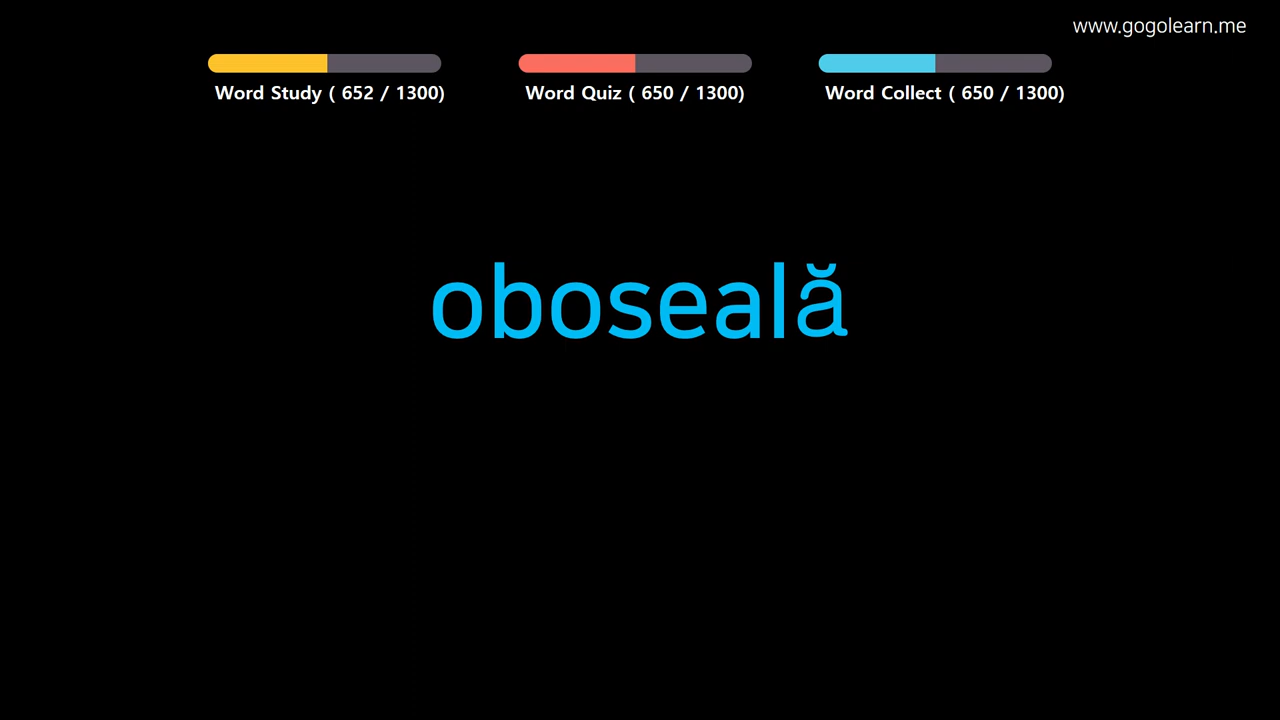 www.gogolearn.me
Word Study ( 652 / 1300)
Word Quiz ( 650 / 1300)
Word Collect ( 650 / 1300)
oboseală